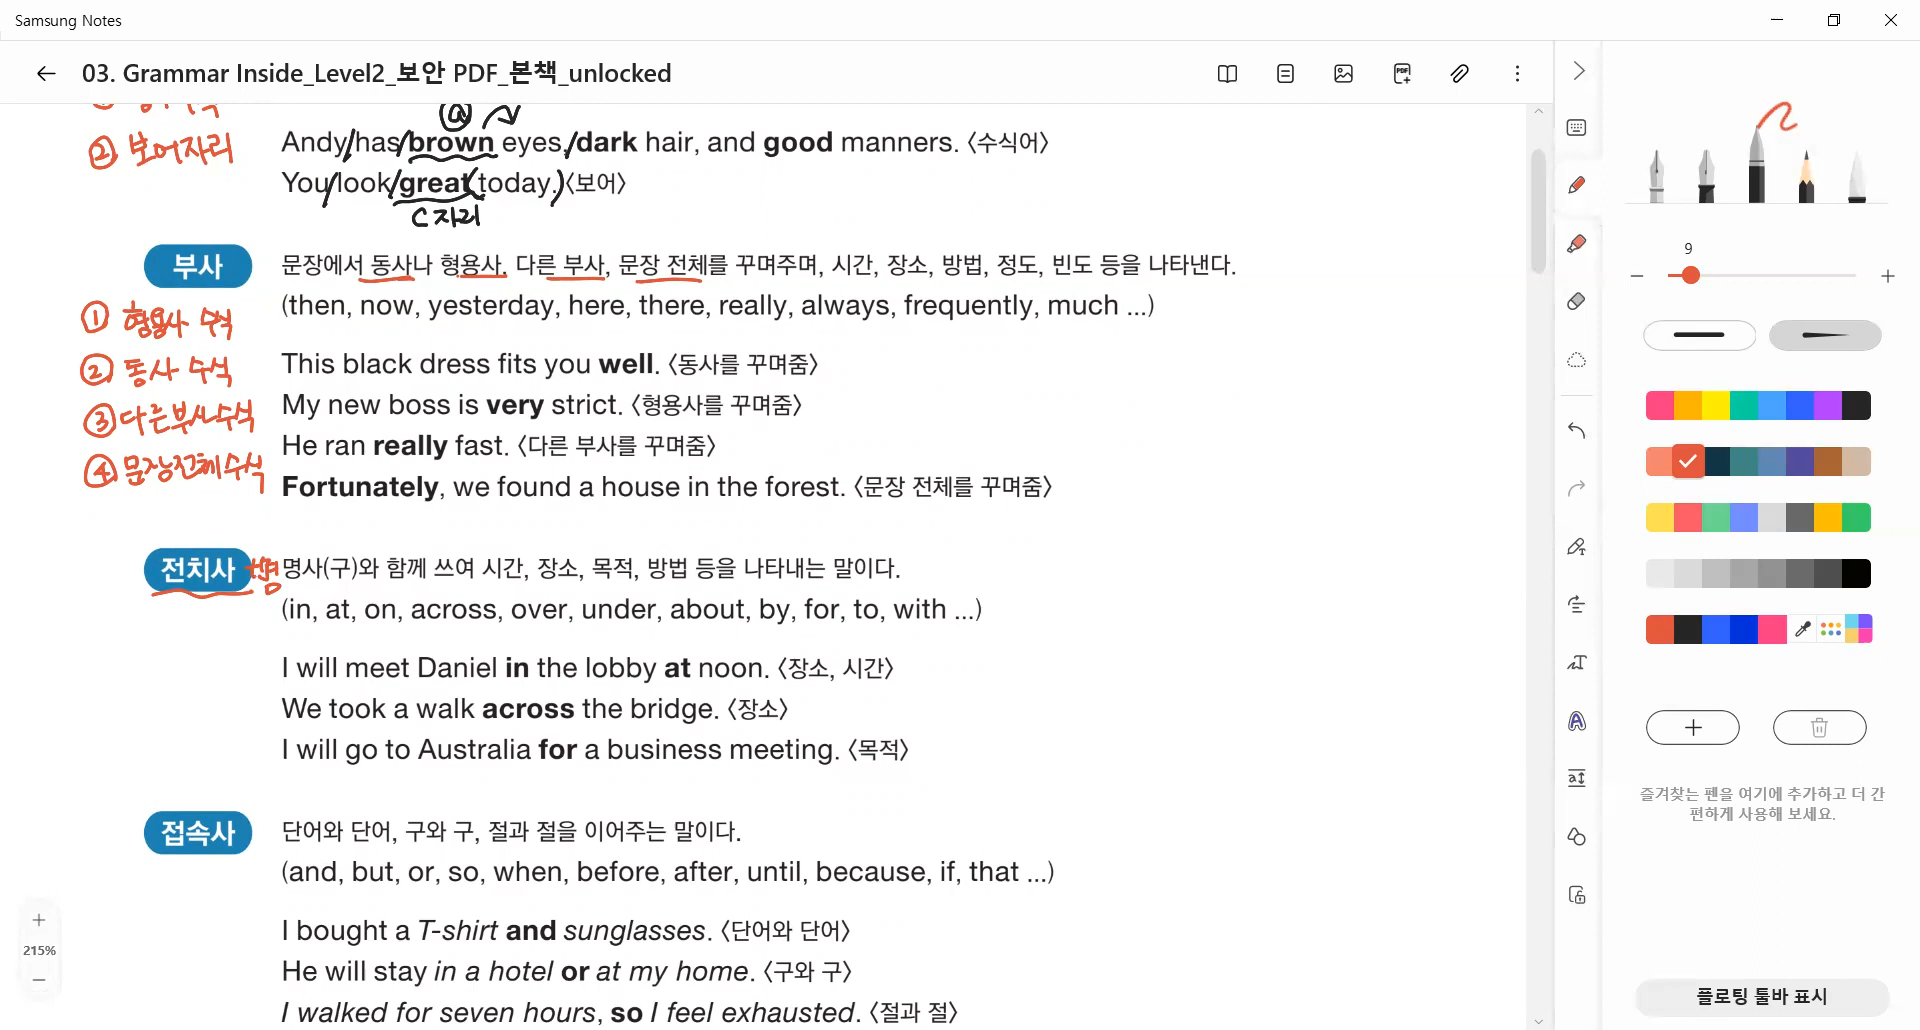 Samsung Notes
03. Grammar Inside_Level2_보안 PDF_본책_unlocked
② 보어자리
ⓐ
Andy/has/brown eyes,/dark hair, and good manners. 〈수식어〉
You/look/great(today.)〈보어〉
C 자리
부사
문장에서 동사나 형용사, 다른 부사, 문장 전체를 꾸며주며, 시간, 장소, 방법, 정도, 빈도 등을 나타낸다.
(then, now, yesterday, here, there, really, always, frequently, much ...)
① 형용사 수식
② 동사 수식
③ 다른부사수식
④ 문장전체수식
This black dress fits you well. 〈동사를 꾸며줌〉
My new boss is very strict. 〈형용사를 꾸며줌〉
He ran really fast. 〈다른 부사를 꾸며줌〉
Fortunately, we found a house in the forest. 〈문장 전체를 꾸며줌〉
전치사 +명
명사(구)와 함께 쓰여 시간, 장소, 목적, 방법 등을 나타내는 말이다.
(in, at, on, across, over, under, about, by, for, to, with ...)
I will meet Daniel in the lobby at noon. 〈장소, 시간〉
We took a walk across the bridge. 〈장소〉
I will go to Australia for a business meeting. 〈목적〉
접속사
단어와 단어, 구와 구, 절과 절을 이어주는 말이다.
(and, but, or, so, when, before, after, until, because, if, that ...)
I bought a T-shirt and sunglasses. 〈단어와 단어〉
He will stay in a hotel or at my home. 〈구와 구〉
I walked for seven hours, so I feel exhausted. 〈절과 절〉
215%
9
즐겨찾는 펜을 여기에 추가하고 더 간
편하게 사용해 보세요.
플로팅 툴바 표시